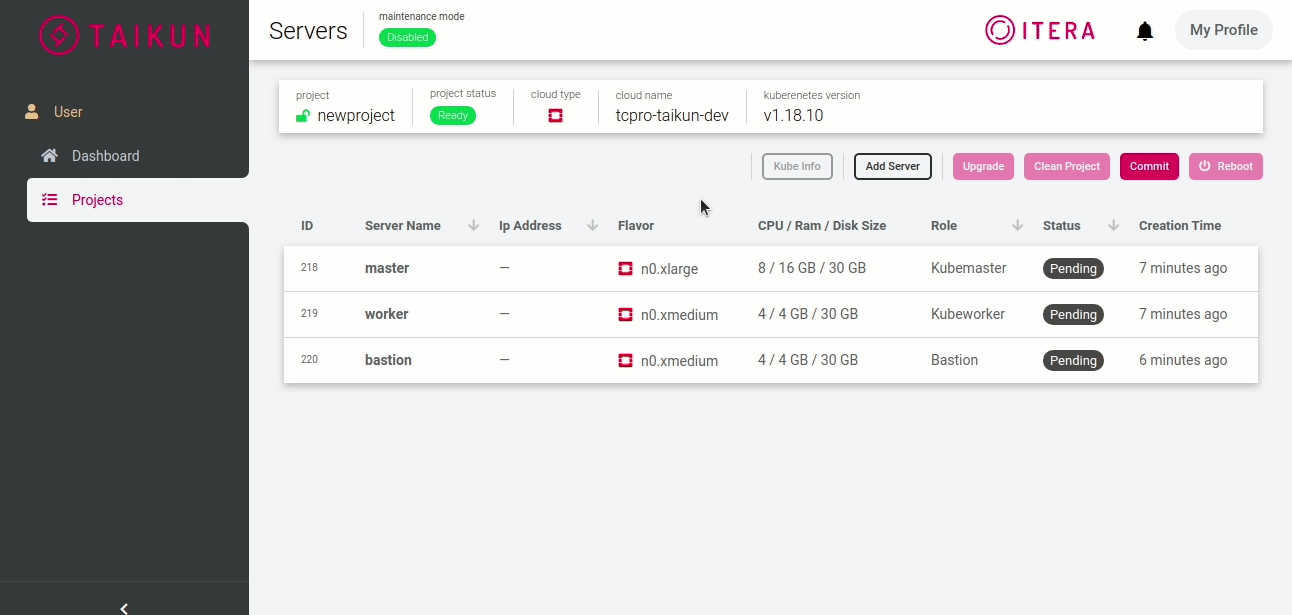 TAIKUN
User
Dashboard
Projects
Servers
maintenance mode
Disabled
ITERA
My Profile
project
newproject
project status
Ready
cloud type
cloud name
tcpro-taikun-dev
kuberenetes version
v1.18.10
Kube Info
Add Server
Upgrade
Clean Project
Commit
Reboot
ID Server Name Ip Address Flavor CPU / Ram / Disk Size Role Status Creation Time
218 master – n0.xlarge 8 / 16 GB / 30 GB Kubemaster Pending 7 minutes ago
219 worker – n0.xmedium 4 / 4 GB / 30 GB Kubeworker Pending 7 minutes ago
220 bastion – n0.xmedium 4 / 4 GB / 30 GB Bastion Pending 6 minutes ago